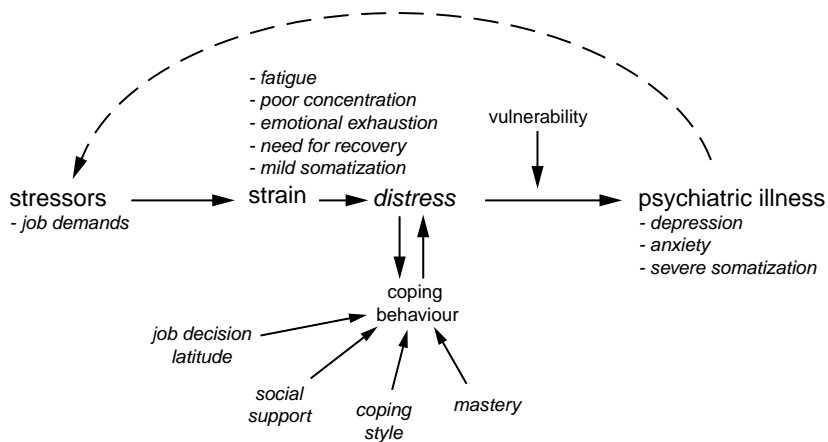 - fatigue
- poor concentration
- emotional exhaustion
- need for recovery
- mild somatization
vulnerability
stressors
- job demands
strain
distress
psychiatric illness
- depression
- anxiety
- severe somatization
coping
behaviour
job decision
latitude
social
support
coping
style
mastery